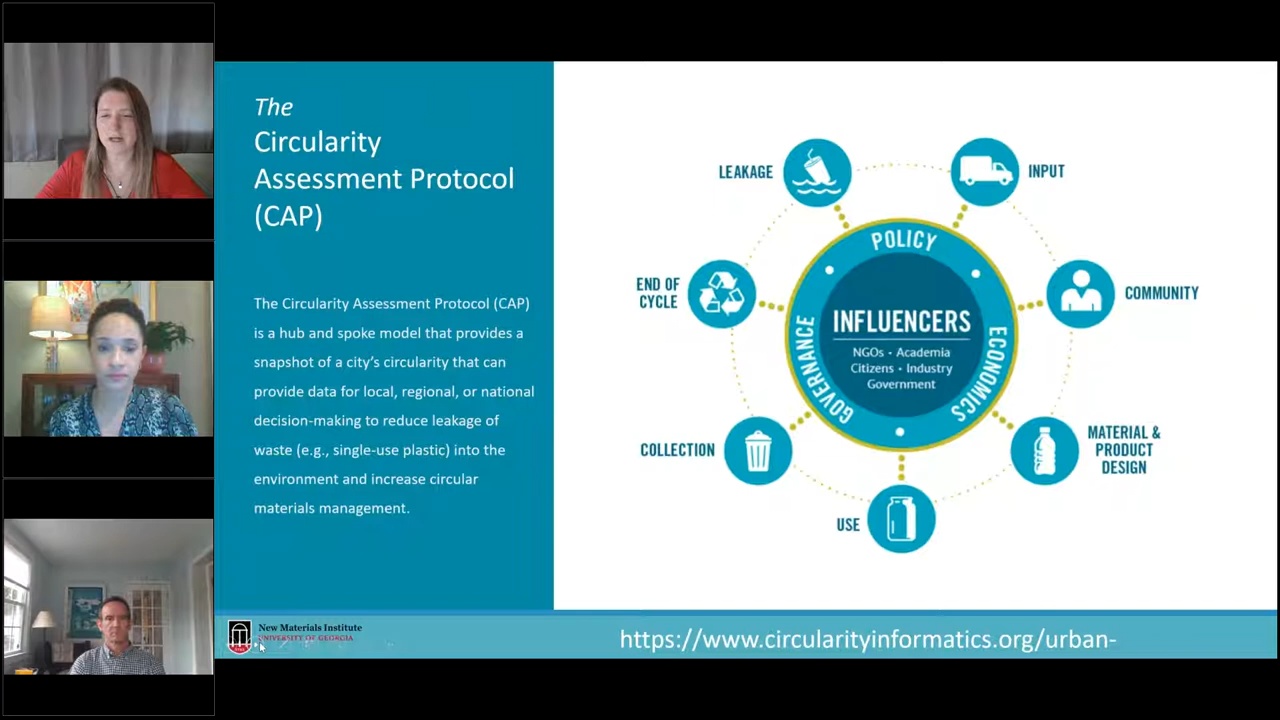 The
Circularity
Assessment Protocol
(CAP)
The Circularity Assessment Protocol (CAP)
is a hub and spoke model that provides a
snapshot of a city's circularity that can
provide data for local, regional, or national
decision-making to reduce leakage of
waste (e.g., single-use plastic) into the
environment and increase circular
materials management.
LEAKAGE
INPUT
END OF
CYCLE
COMMUNITY
COLLECTION
MATERIAL &
PRODUCT
DESIGN
USE
POLICY
ECONOMICS
GOVERNANCE
INFLUENCERS
NGOs • Academia
Citizens • Industry
Government
New Materials Institute
UNIVERSITY OF GEORGIA
https://www.circularityinformatics.org/urban-